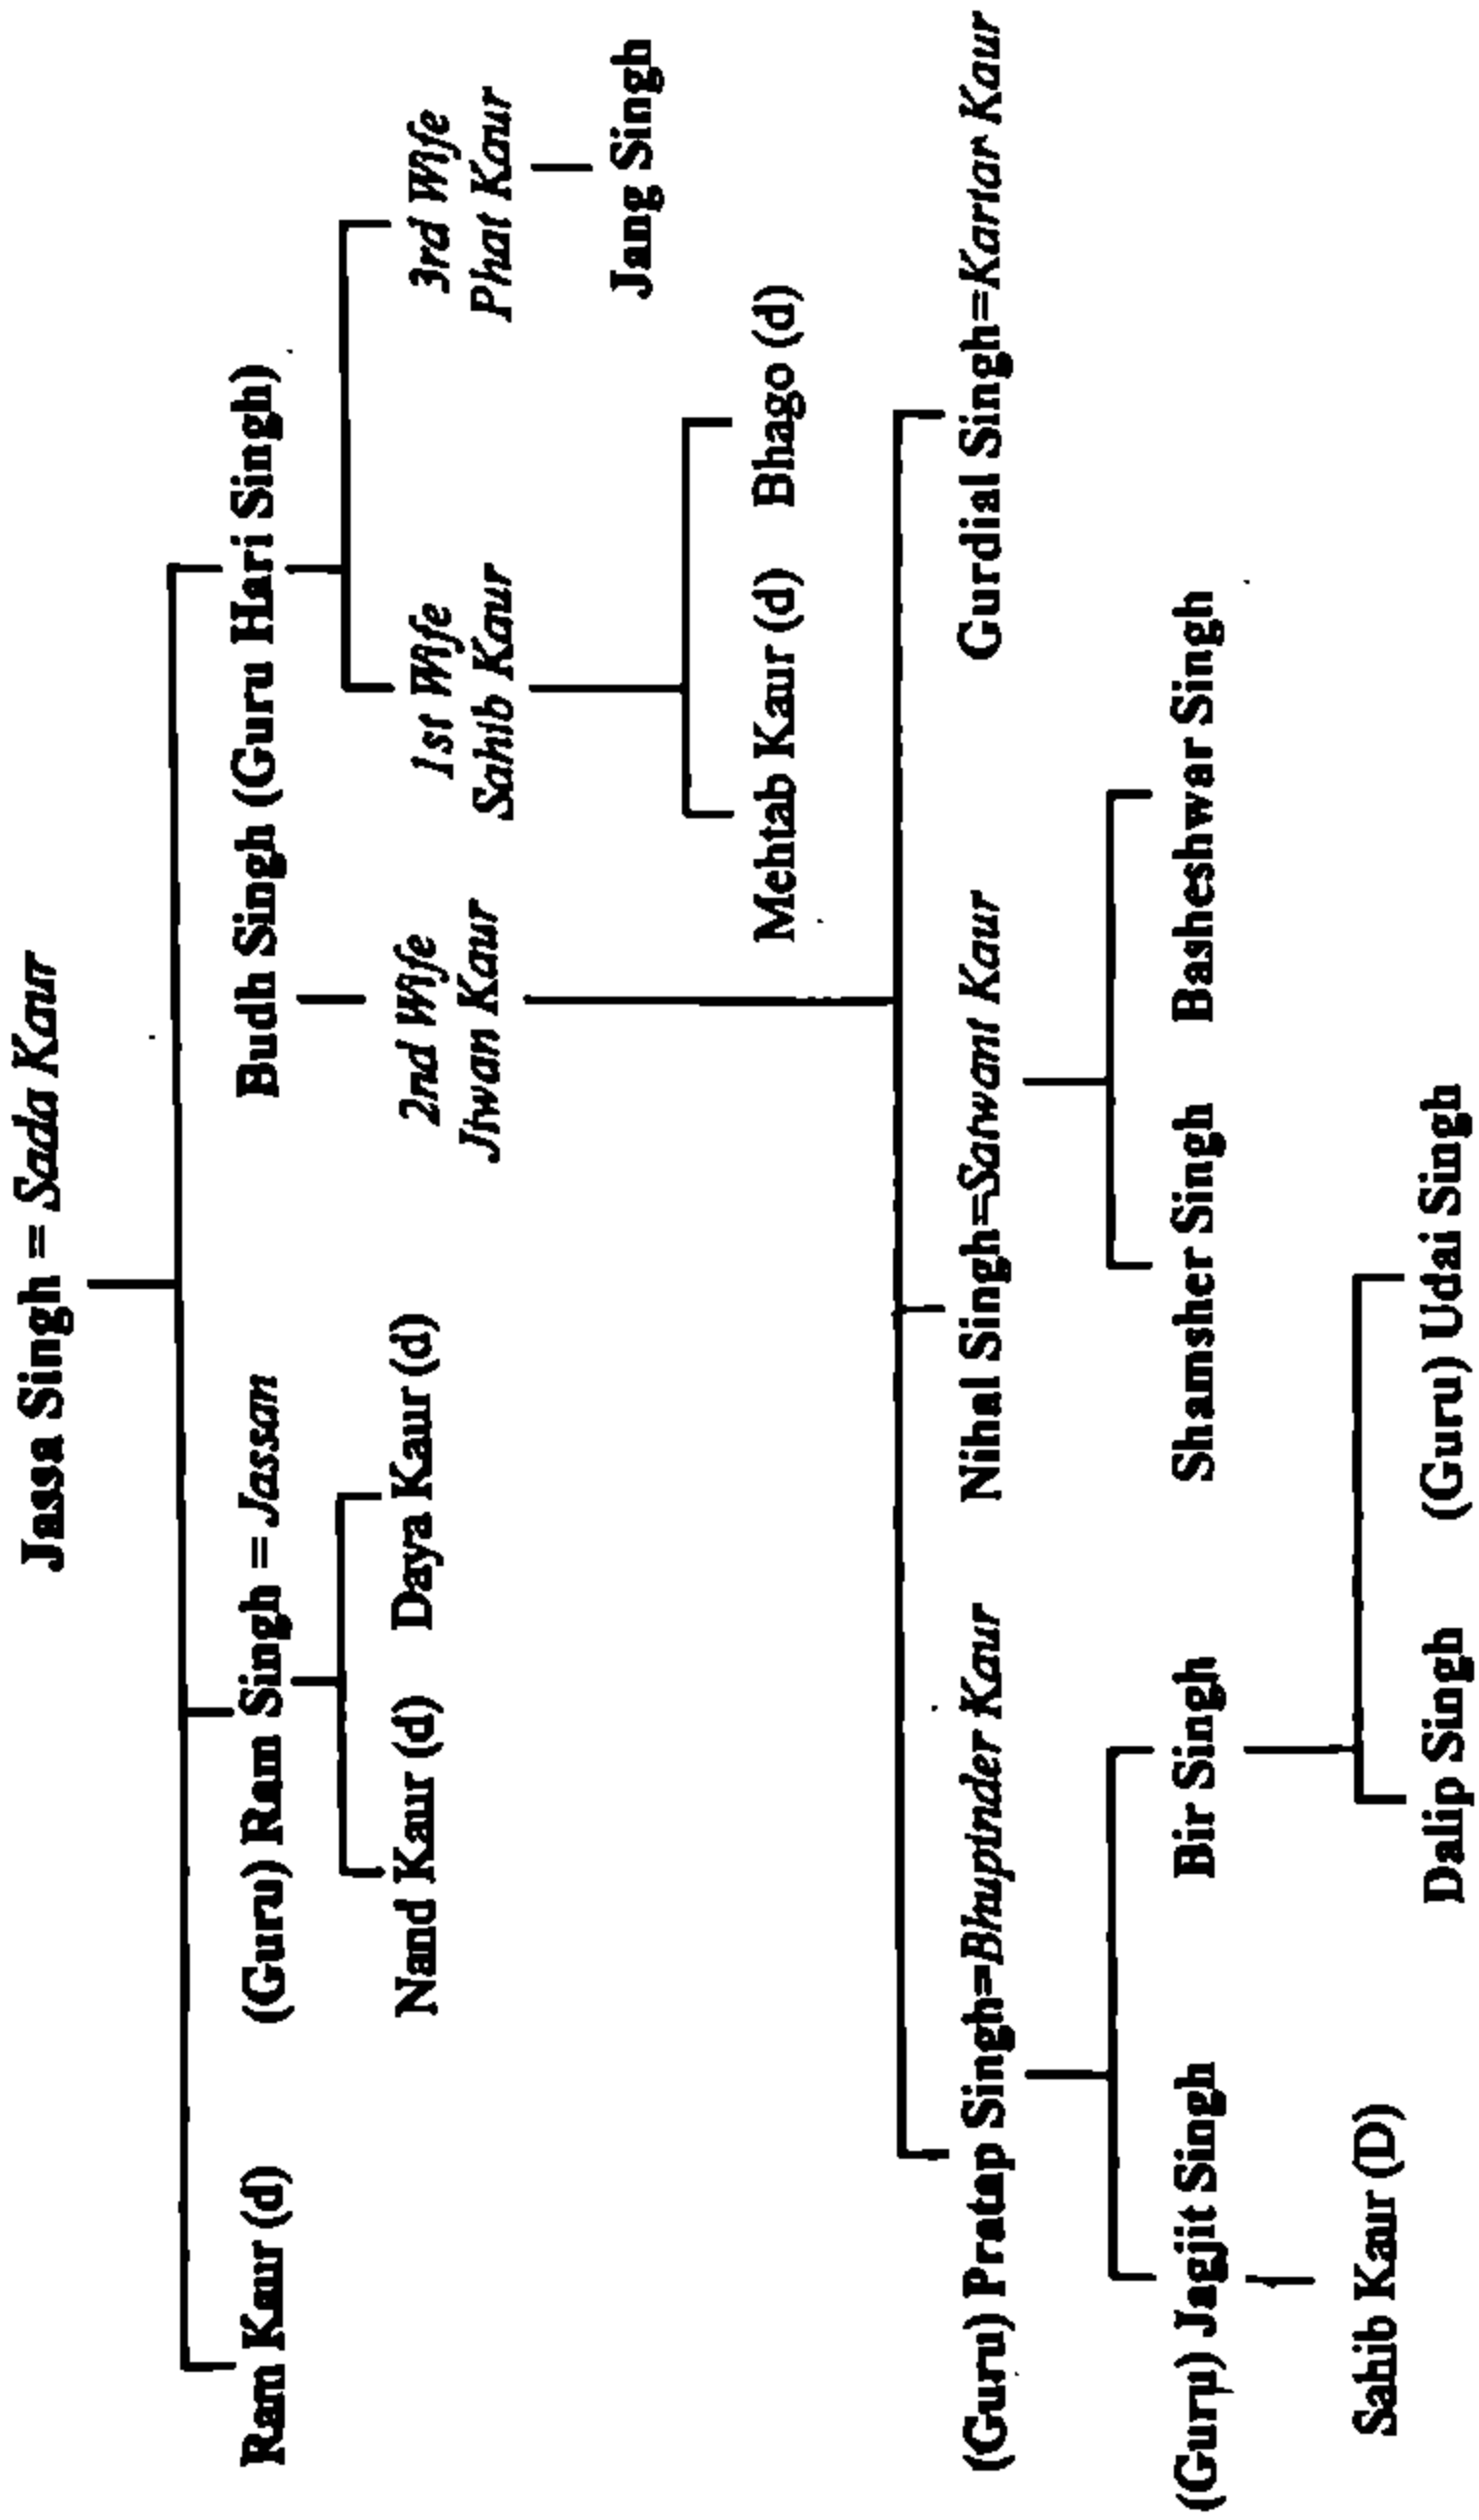 Jasa Singh = Sada Kaur
Ram Kaur (d) (Guru) Ram Singh = Jassan Budh Singh (Guru Hari Singh)
Nand Kaur (d) Daya Kaur (d) 2nd Wife 1st Wife 3rd Wife
Jiwan Kaur Sahib Kaur Phai Kaur
Jang Singh
Mehtab Kaur (d) Bhago (d)
(Guru) Pratap Singh=Bhupinder Kaur Nihal Singh=Satwant Kaur Gurdial Singh=Kartar Kaur
(Guru) Jagjit Singh Bir Singh Shamsher Singh Basheshwar Singh
Sahib Kaur (D)
Dalip Singh (Guru) Udai Singh